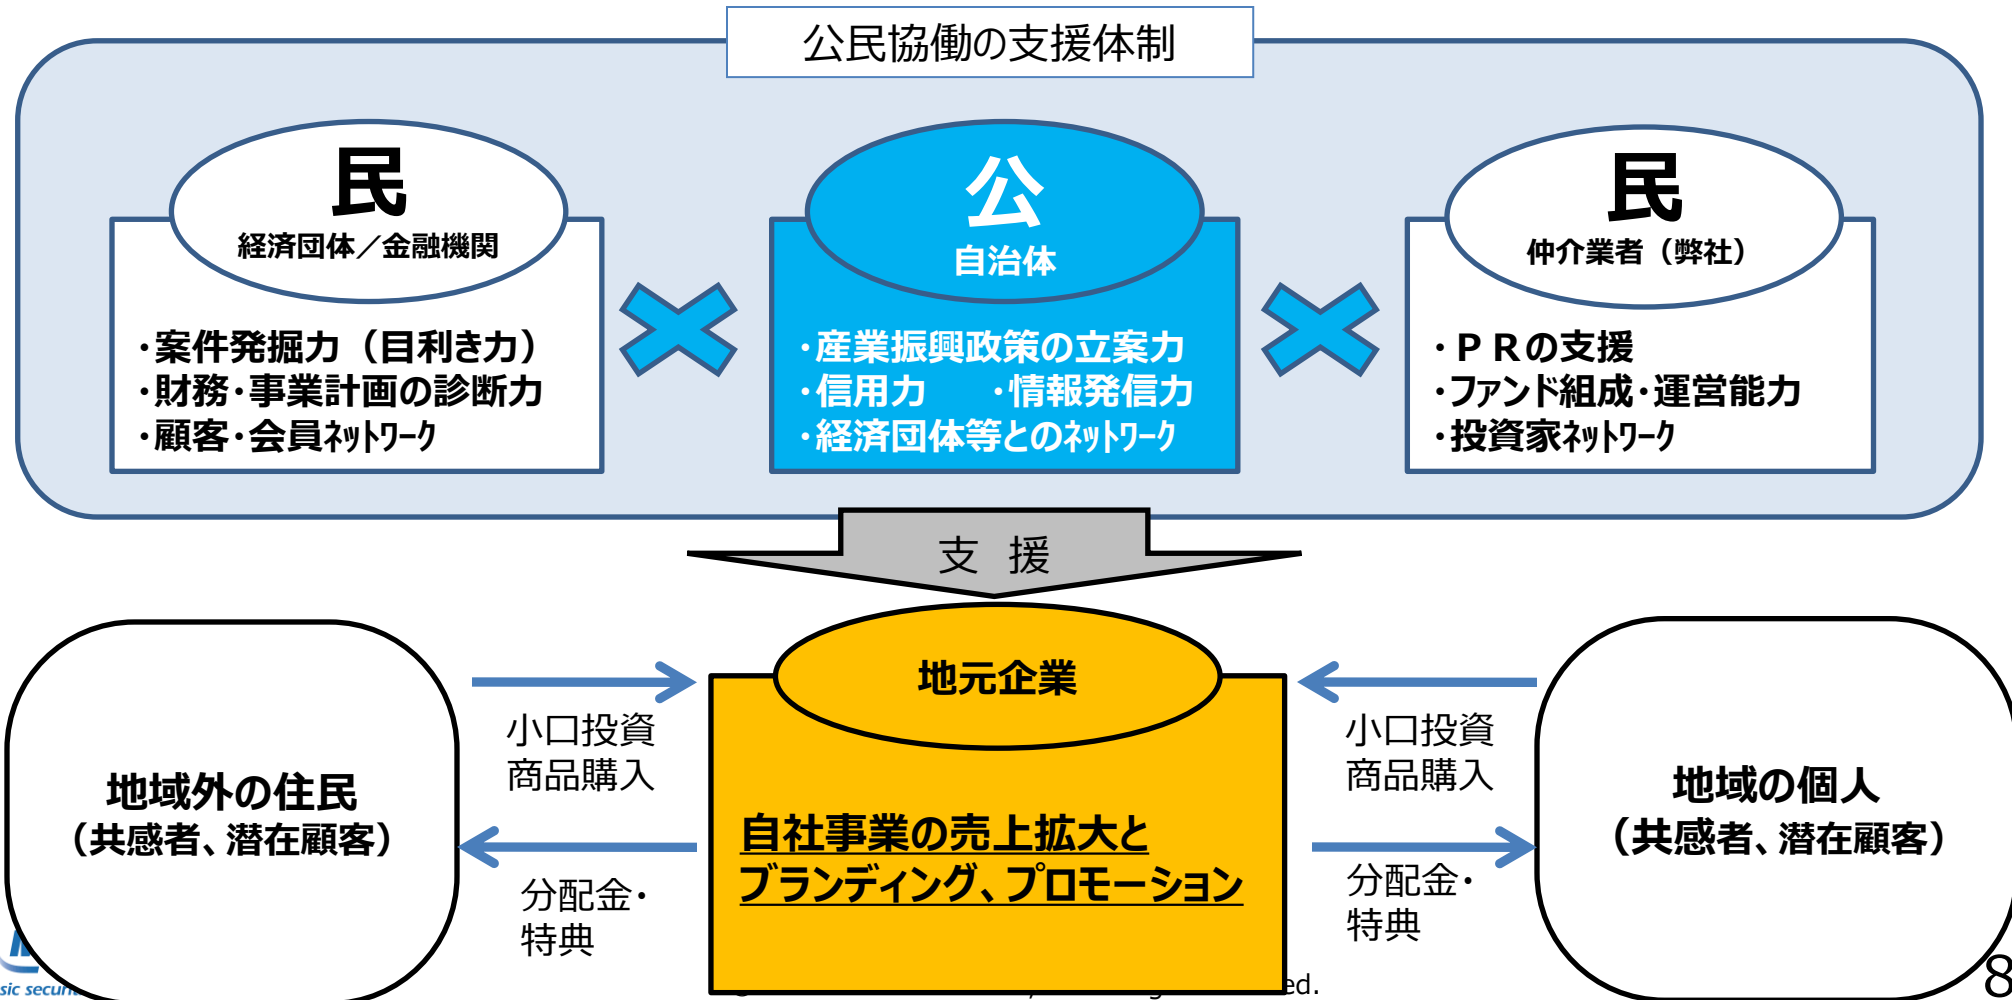 公民協働の支援体制
民
経済団体／金融機関
・案件発掘力（目利き力）
・財務・事業計画の診断力
・顧客・会員ネットワーク
公
自治体
・産業振興政策の立案力
・信用力　・情報発信力
・経済団体等とのネットワーク
民
仲介業者（弊社）
・ＰＲの支援
・ファンド組成・運営能力
・投資家ネットワーク
支 援
地元企業
自社事業の売上拡大と
ブランディング、プロモーション
地域外の住民
（共感者、潜在顧客）
小口投資
商品購入
分配金・
特典
小口投資
商品購入
分配金・
特典
地域の個人
（共感者、潜在顧客）
sic
ed.
8